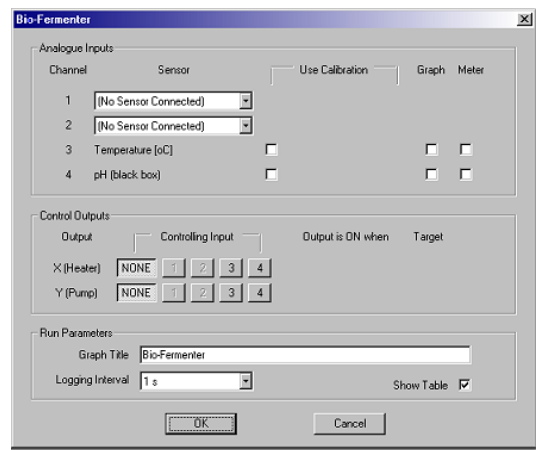 Bio-Fermenter
Analogue Inputs
Channel Sensor Use Calibration Graph Meter
1 (No Sensor Connected)
2 (No Sensor Connected)
3 Temperature [oC]
4 pH (black box)
Control Outputs
Output Controlling Input Output is ON when Target
X (Heater) NONE 1 2 3 4
Y (Pump) NONE 1 2 3 4
Run Parameters
Graph Title Bio-Fermenter
Logging Interval 1 s Show Table
OK Cancel